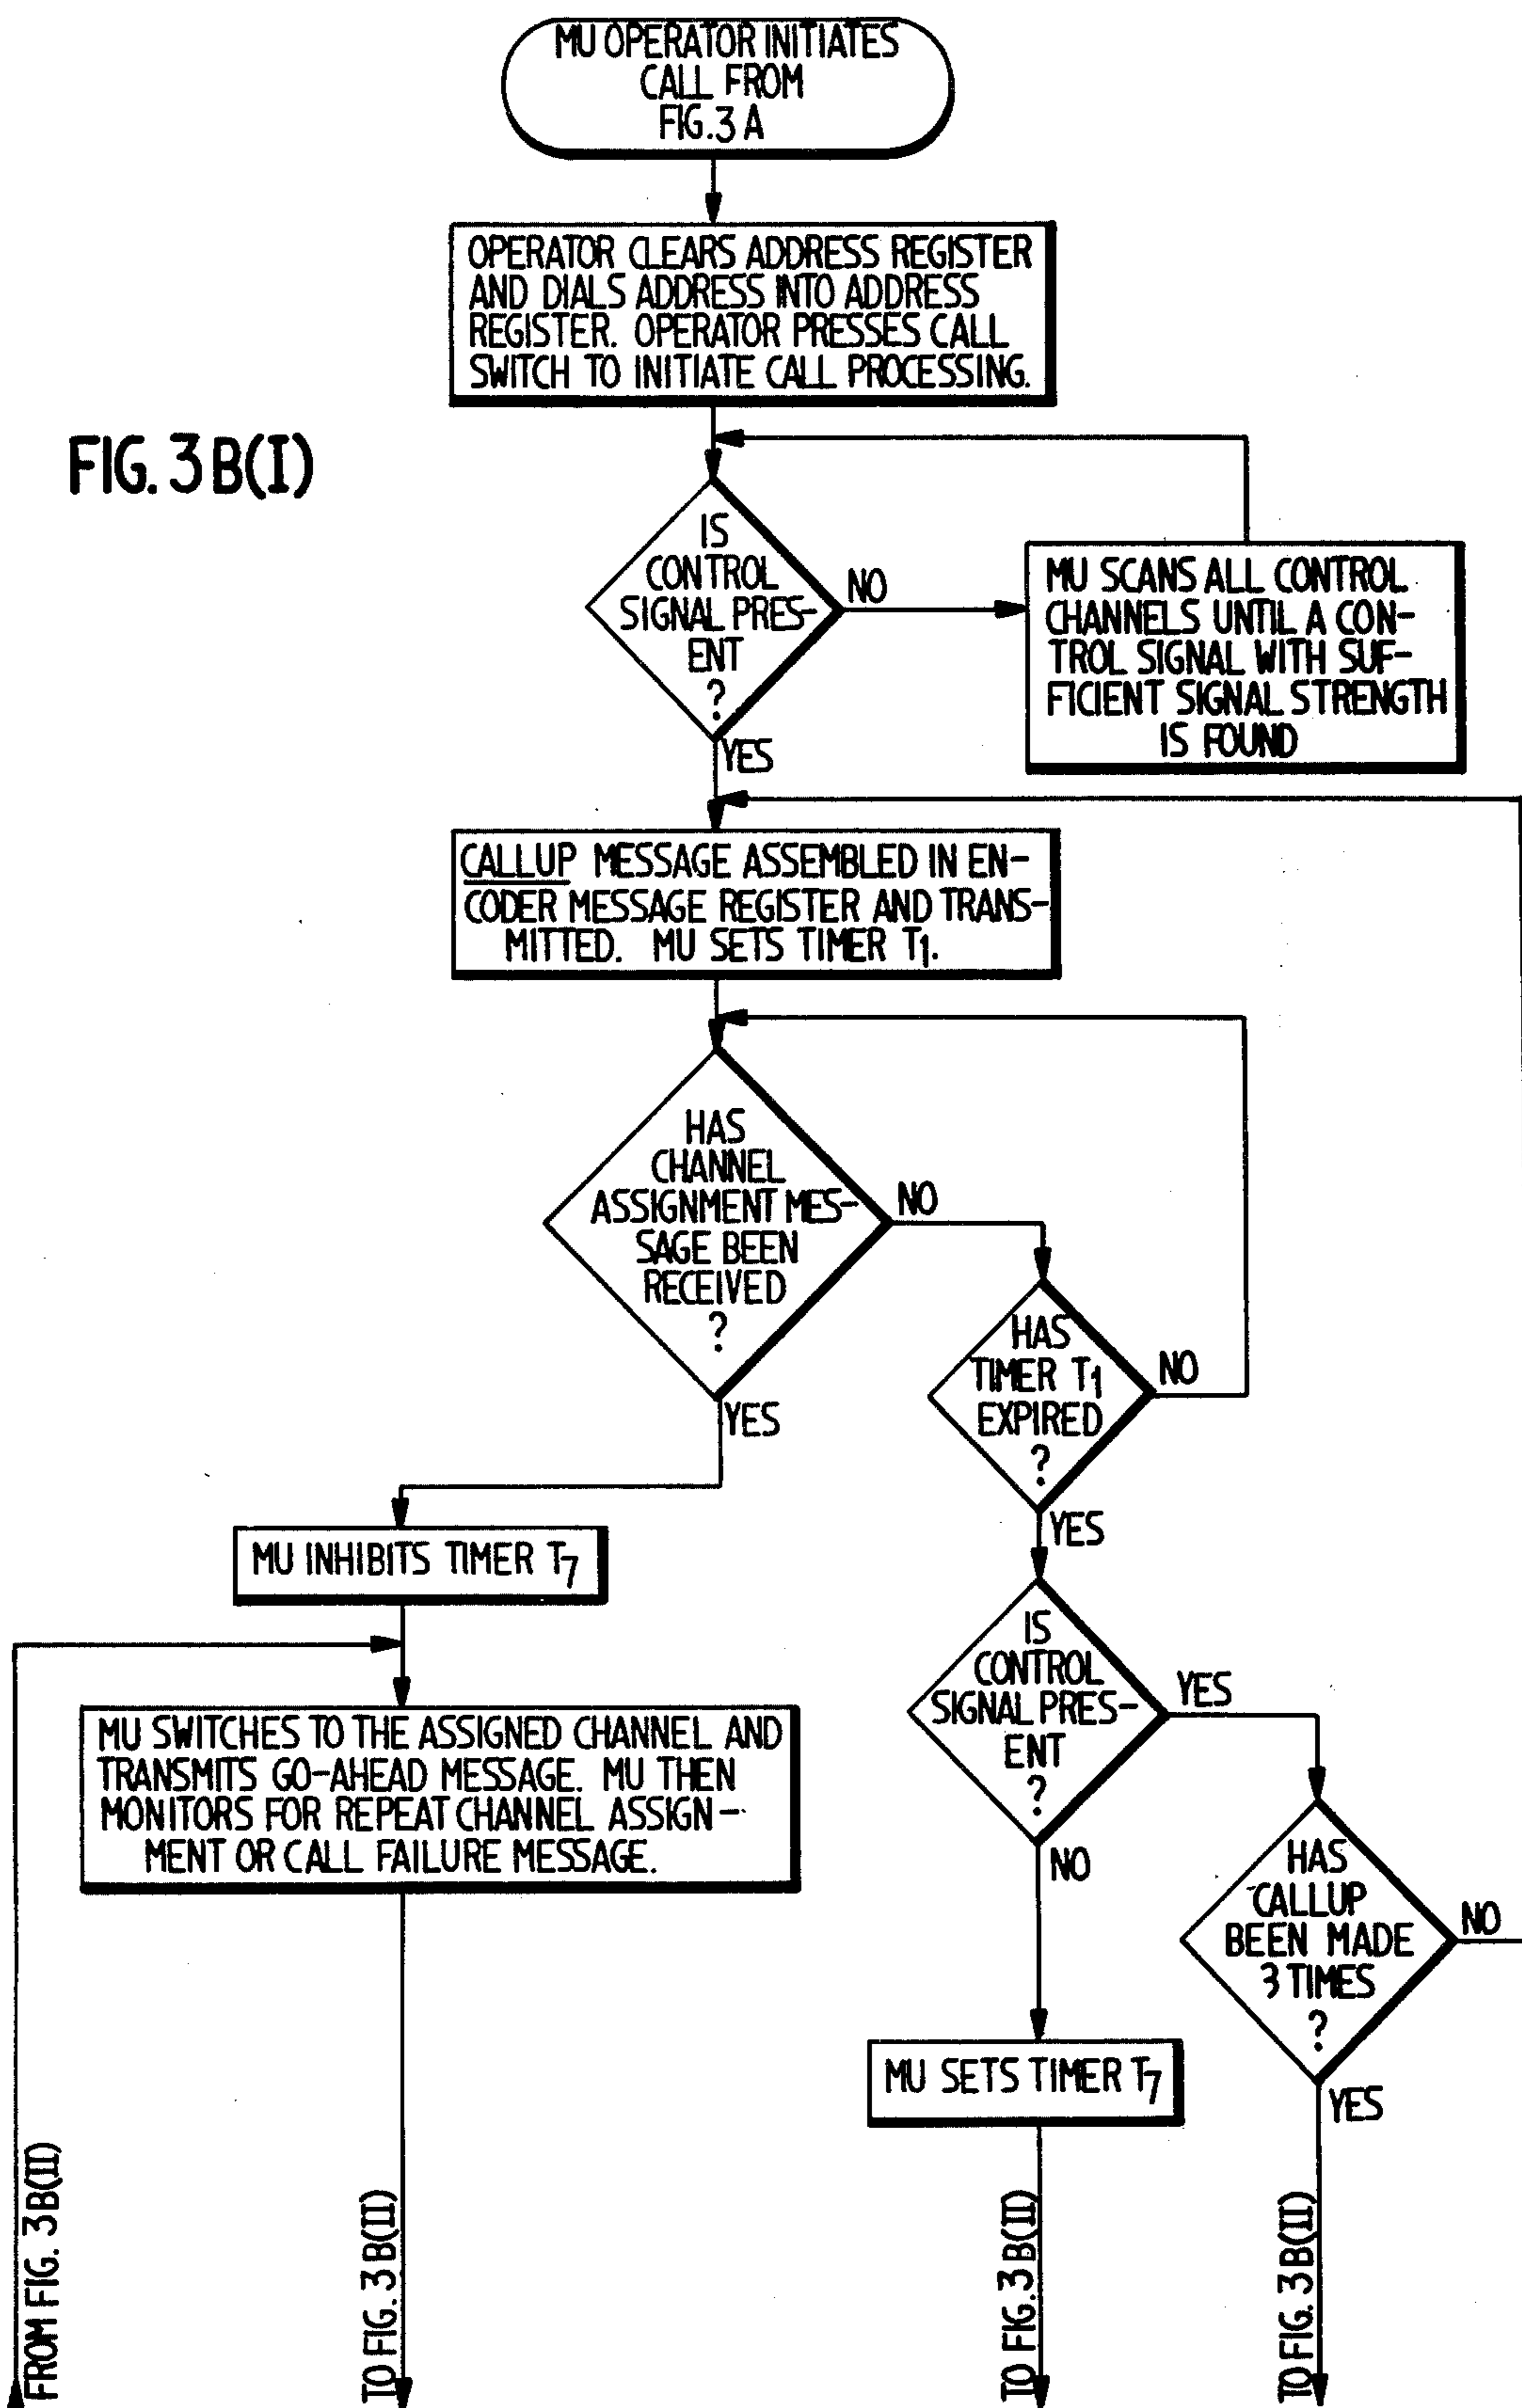 MU OPERATOR INITIATES
CALL FROM
FIG. 3 A
OPERATOR CLEARS ADDRESS REGISTER
AND DIALS ADDRESS INTO ADDRESS
REGISTER. OPERATOR PRESSES CALL
SWITCH TO INITIATE CALL PROCESSING.
FIG. 3 B(I)
IS
CONTROL
SIGNAL PRES-
ENT
?
NO
YES
MU SCANS ALL CONTROL
CHANNELS UNTIL A CON-
TROL SIGNAL WITH SUF-
FICIENT SIGNAL STRENGTH
IS FOUND
CALLUP MESSAGE ASSEMBLED IN EN-
CODER MESSAGE REGISTER AND TRANS-
MITTED. MU SETS TIMER T1.
HAS
CHANNEL
ASSIGNMENT MES-
SAGE BEEN
RECEIVED
?
NO
YES
HAS
TIMER T1
EXPIRED
?
NO
YES
MU INHIBITS TIMER T7
IS
CONTROL
SIGNAL PRES-
ENT
?
YES
NO
MU SWITCHES TO THE ASSIGNED CHANNEL AND
TRANSMITS GO-AHEAD MESSAGE. MU THEN
MONITORS FOR REPEAT CHANNEL ASSIGN-
MENT OR CALL FAILURE MESSAGE.
HAS
CALLUP
BEEN MADE
3 TIMES
?
NO
YES
MU SETS TIMER T7
FROM FIG. 3B(II)
TO FIG. 3 B(II)
TO FIG. 3 B(II)
TO FIG. 3B(II)